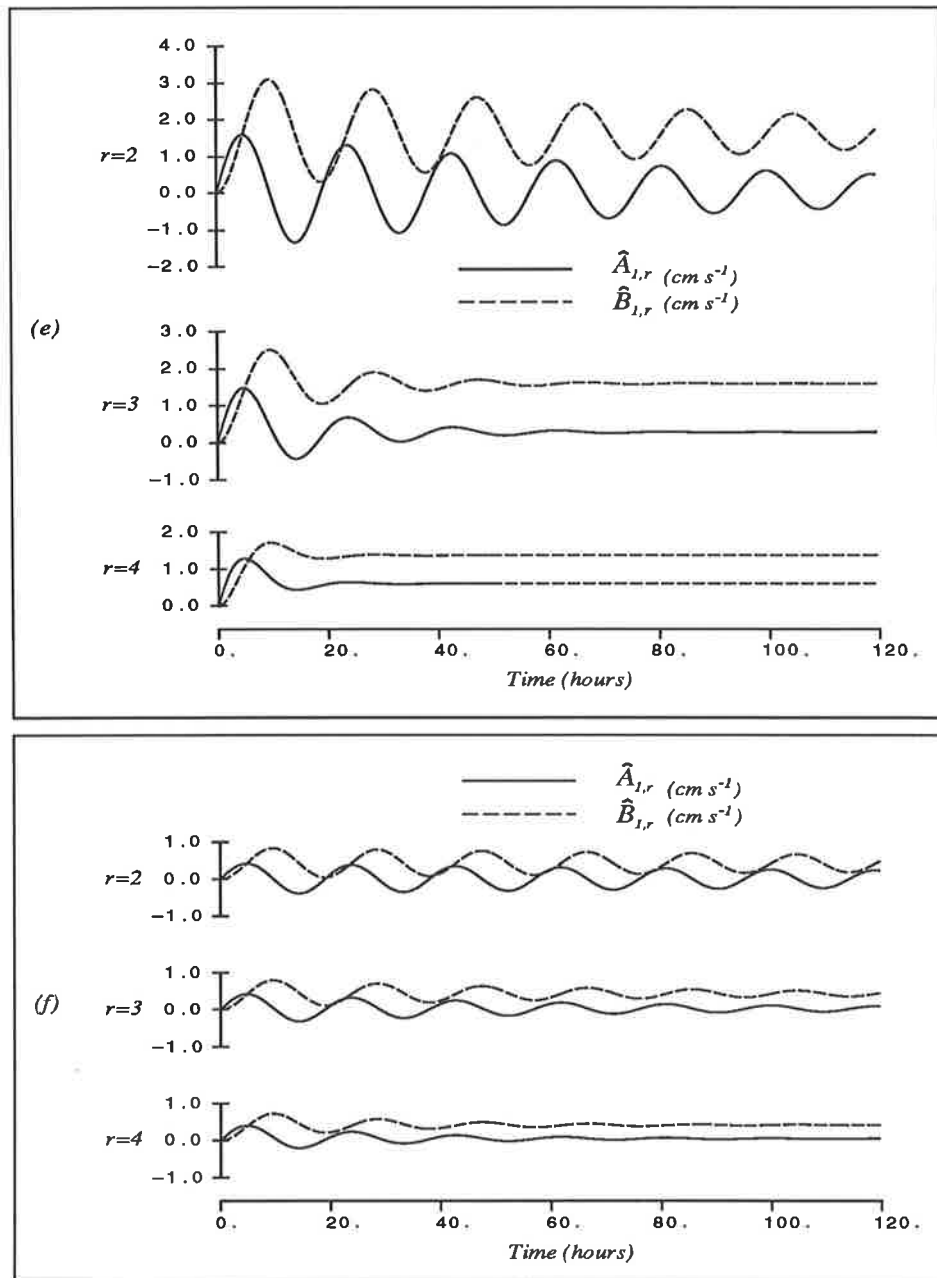 4.0
3.0
2.0
r=2 1.0
0.0
−1.0
−2.0
Â1,r (cm s-1)
B̂1,r (cm s-1)
(e)
3.0
2.0
r=3 1.0
0.0
−1.0
2.0
r=4 1.0
0.0
0. 20. 40. 60. 80. 100. 120.
Time (hours)
Â1,r (cm s-1)
B̂1,r (cm s-1)
1.0
r=2 0.0
−1.0
(f)
1.0
r=3 0.0
−1.0
1.0
r=4 0.0
−1.0
0. 20. 40. 60. 80. 100. 120.
Time (hours)